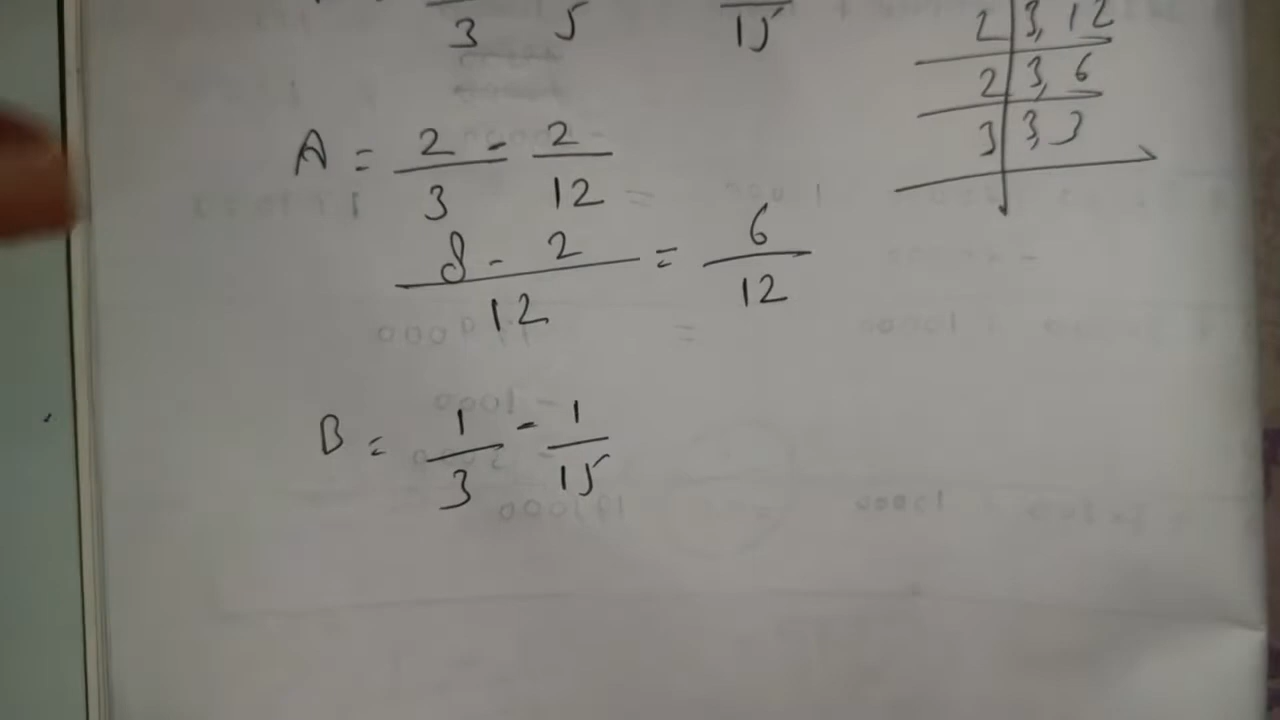 3 5 15
2 | 3, 12
2 | 3, 6
3 | 3, 3
A = 2/3 - 2/12
8 - 2/12 = 6/12
B = 1/3 - 1/15